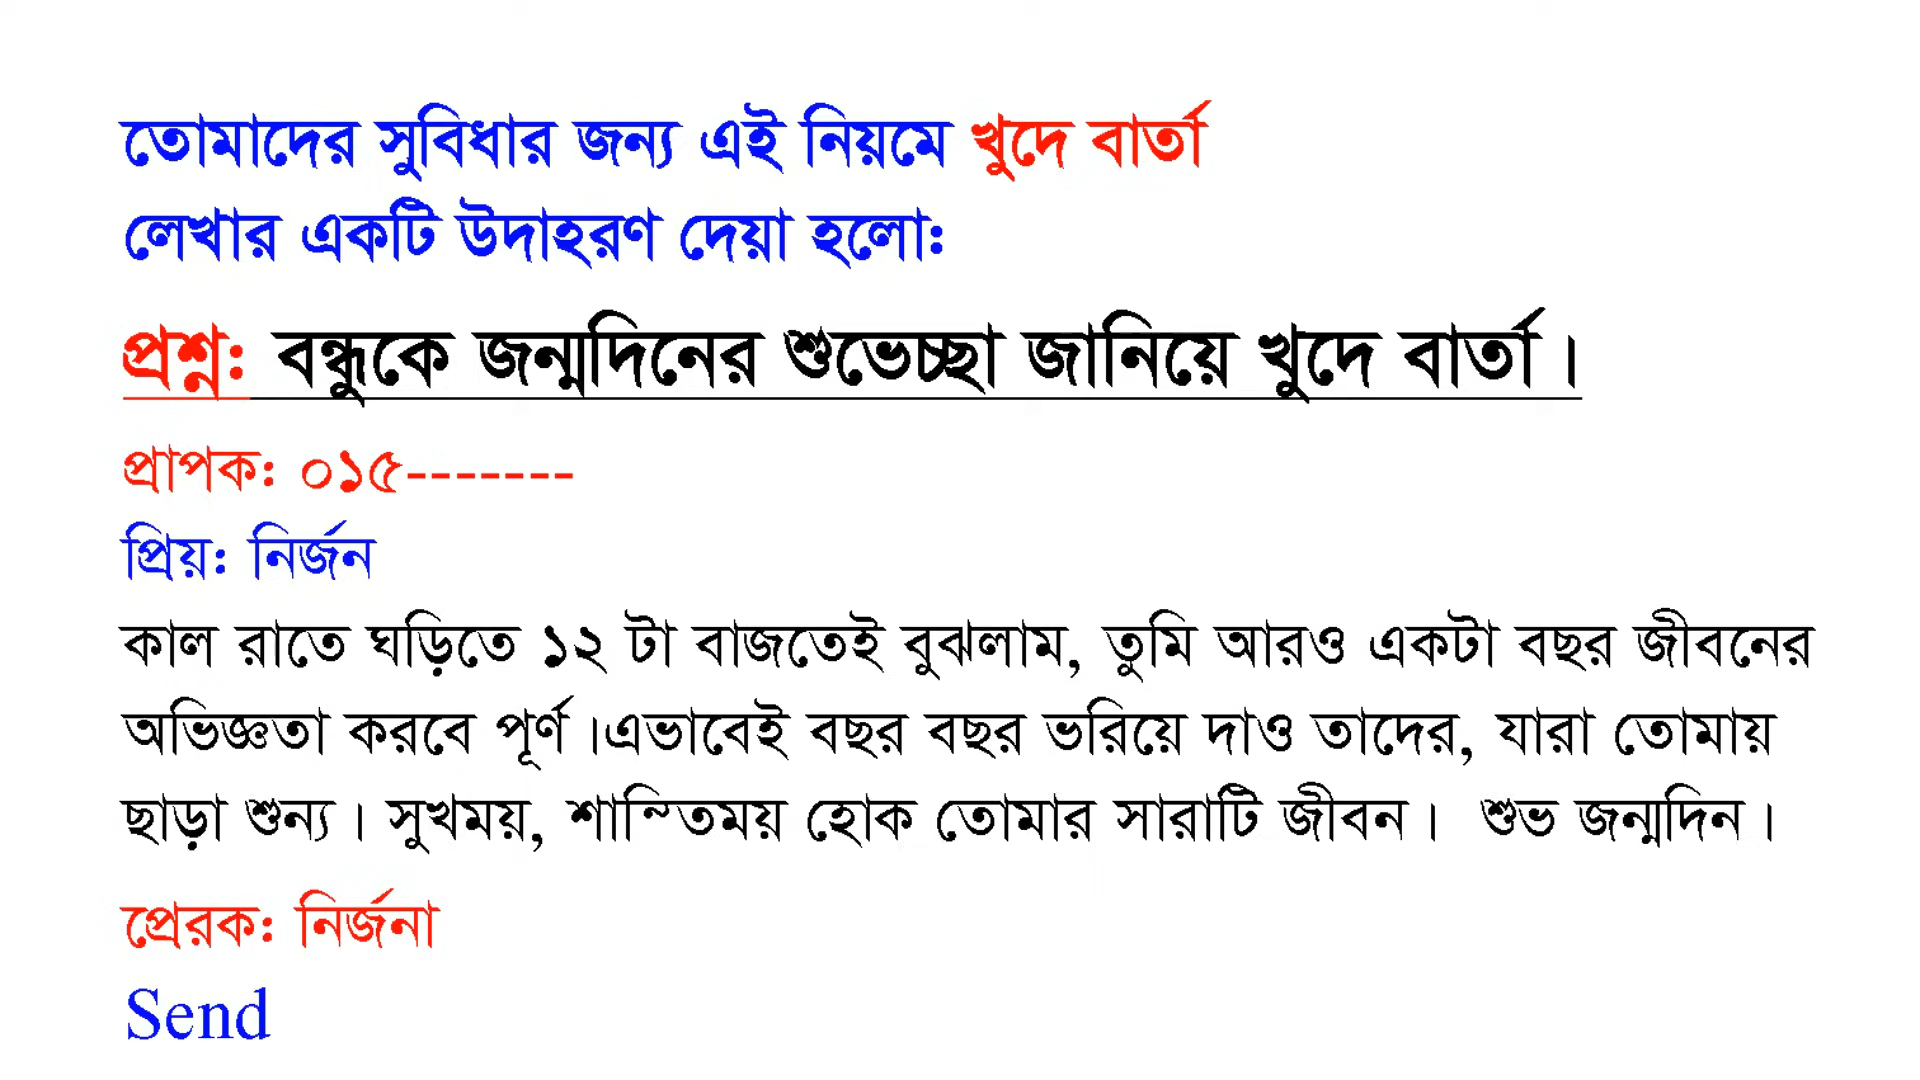 তোমাদের সুবিধার জন্য এই নিয়মে খুদে বার্তা
লেখার একটি উদাহরণ দেয়া হলোঃ
প্রশ্ন: বন্ধুকে জন্মদিনের শুভেচ্ছা জানিয়ে খুদে বার্তা।
প্রাপক: ০১৫-------
প্রিয়: নির্জন
কাল রাতে ঘড়িতে ১২ টা বাজতেই বুঝলাম, তুমি আরও একটা বছর জীবনের
অভিজ্ঞতা করবে পূর্ণ।এভাবেই বছর বছর ভরিয়ে দাও তাদের, যারা তোমায়
ছাড়া শুন্য। সুখময়, শান্তিময় হোক তোমার সারাটি জীবন। শুভ জন্মদিন।
প্রেরক: নির্জনা
Send